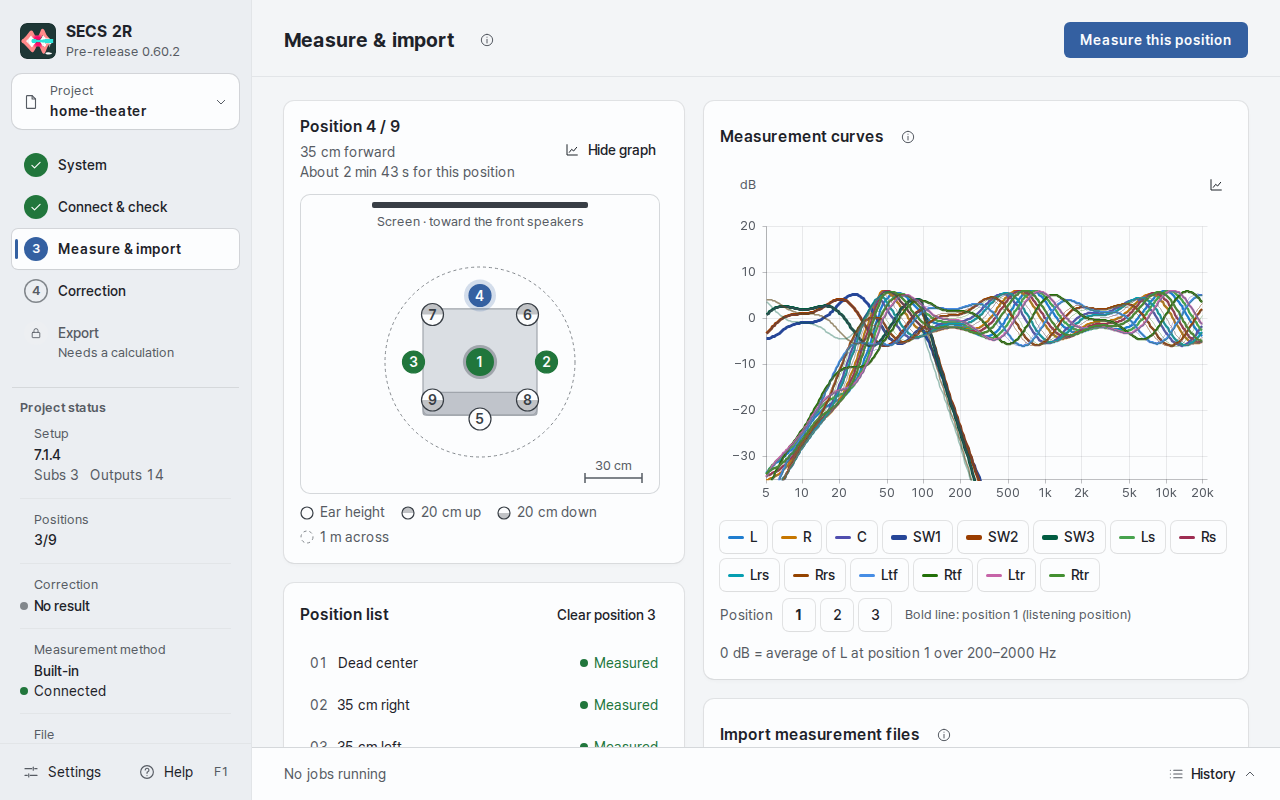 SECS 2R
Pre-release 0.60.2
Project
home-theater
System
Connect & check
3 Measure & import
4 Correction
Export
Needs a calculation
Project status
Setup
7.1.4
Subs 3 Outputs 14
Positions
3/9
Correction
No result
Measurement method
Built-in
Connected
File
Settings
Help F1
Measure & import
Measure this position
Position 4 / 9
35 cm forward
About 2 min 43 s for this position
Hide graph
Screen · toward the front speakers
4
7 6
3 1 2
9 8
5
30 cm
Ear height 20 cm up 20 cm down
1 m across
Position list
Clear position 3
01 Dead center Measured
02 35 cm right Measured
03 35 cm left Measured
Measurement curves
dB
20
10
0
−10
−20
−30
5 10 20 50 100 200 500 1k 2k 5k 10k 20k
L R C SW1 SW2 SW3 Ls Rs
Lrs Rrs Ltf Rtf Ltr Rtr
Position 1 2 3 Bold line: position 1 (listening position)
0 dB = average of L at position 1 over 200–2000 Hz
Import measurement files
No jobs running
History